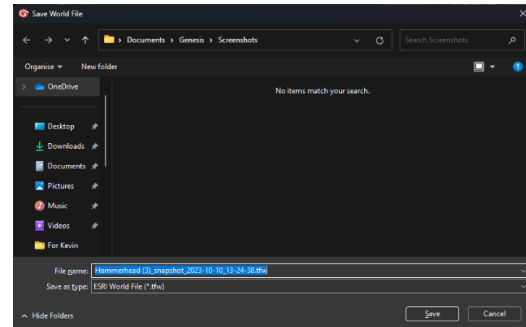 Save World File
Documents > Genesis > Screenshots
Search Screenshots
Organise
New folder
OneDrive
No items match your search.
Desktop
Downloads
Documents
Pictures
Music
Videos
For Kevin
File name: Hammerhead (3)_snapshot_2023-10-10_13-24-38.tfw
Save as type: ESRI World File (*.tfw)
Hide Folders
Save
Cancel